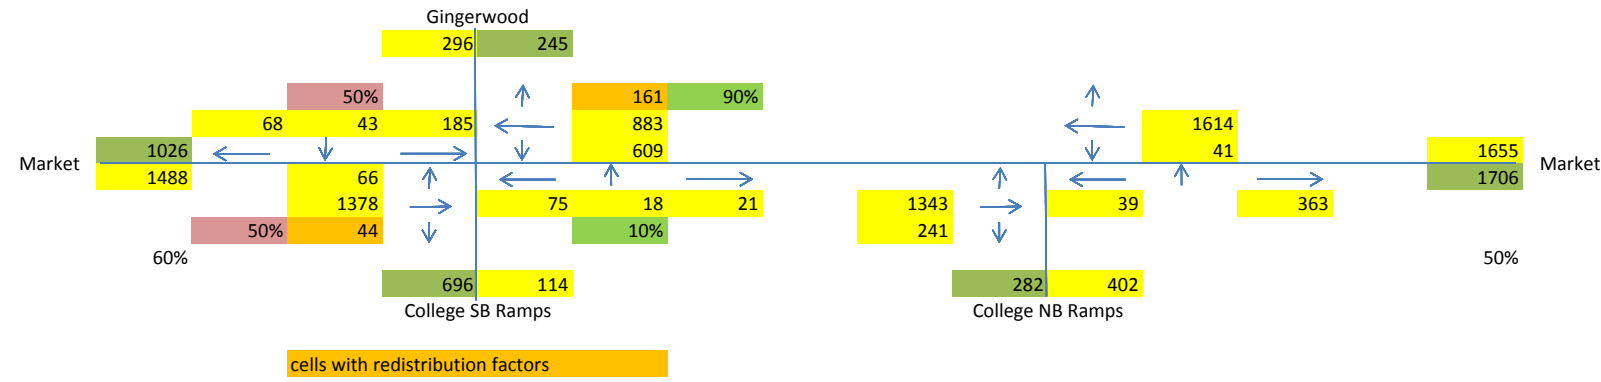 Gingerwood
296 245
50% 161 90%
68 43 185 883 1614
1026 609 41 1655
Market Market
1488 66 1706
1378 75 18 21 1343 39 363
50% 44 10% 241
60% 50%
696 114 282 402
College SB Ramps College NB Ramps
cells with redistribution factors